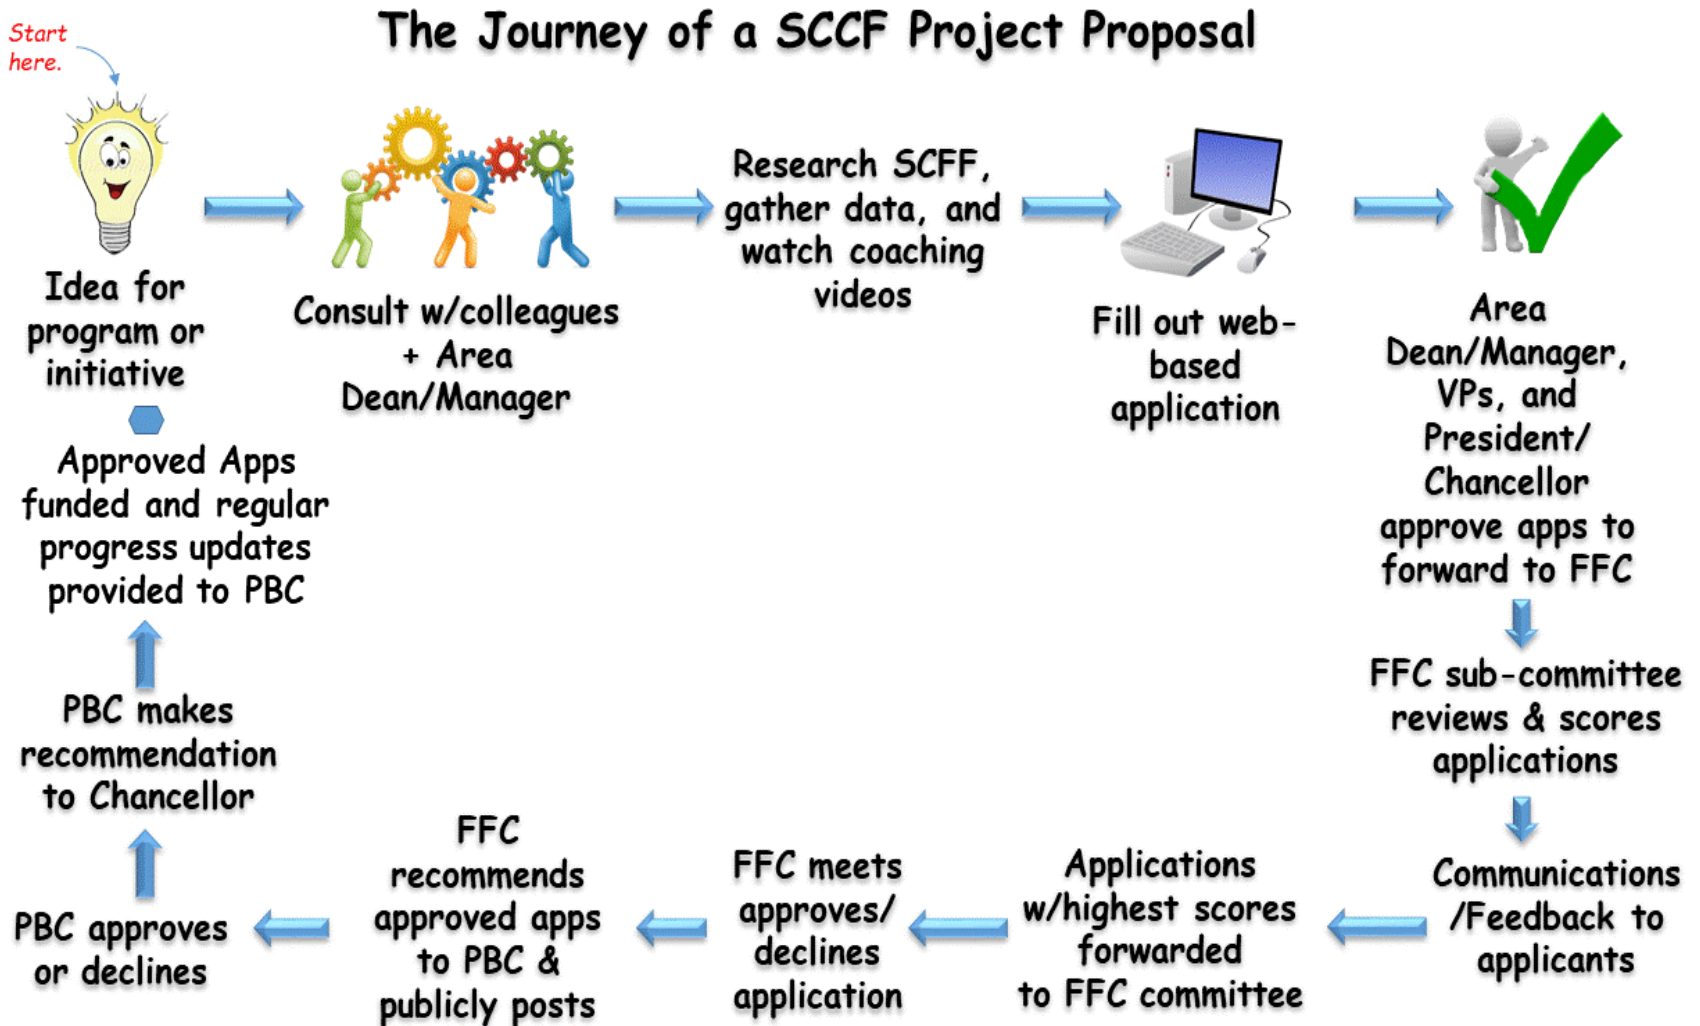 The Journey of a SCCF Project Proposal
Start
here.
Idea for
program or
initiative
Consult w/colleagues
+ Area
Dean/Manager
Research SCFF,
gather data, and
watch coaching
videos
Fill out web-
based
application
Area
Dean/Manager,
VPs, and
President/
Chancellor
approve apps to
forward to FFC
FFC sub-committee
reviews & scores
applications
Communications
/Feedback to
applicants
Applications
w/highest scores
forwarded
to FFC committee
FFC meets
approves/
declines
application
FFC
recommends
approved apps
to PBC &
publicly posts
PBC approves
or declines
PBC makes
recommendation
to Chancellor
Approved Apps
funded and regular
progress updates
provided to PBC